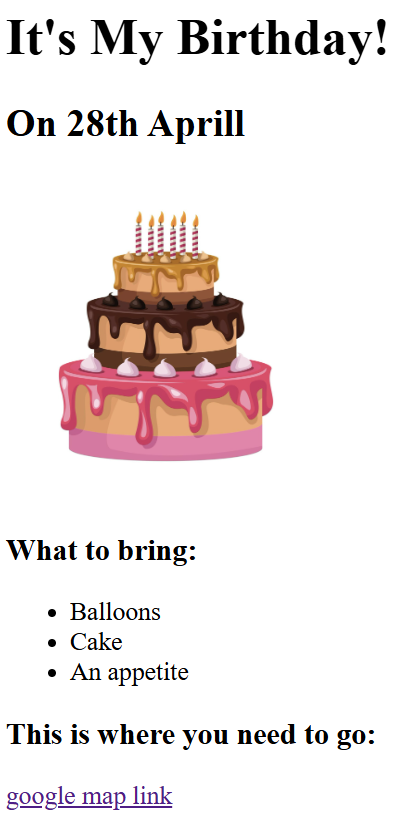 It's My Birthday!
On 28th Aprill
What to bring:
Balloons
Cake
An appetite
This is where you need to go:
google map link